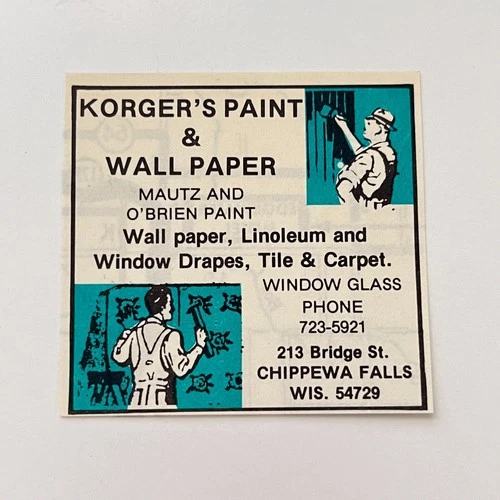 KORGER'S PAINT
&
WALL PAPER
MAUTZ AND
O'BRIEN PAINT
Wall paper, Linoleum and
Window Drapes, Tile & Carpet.
WINDOW GLASS
PHONE
723-5921
213 Bridge St.
CHIPPEWA FALLS
WIS. 54729